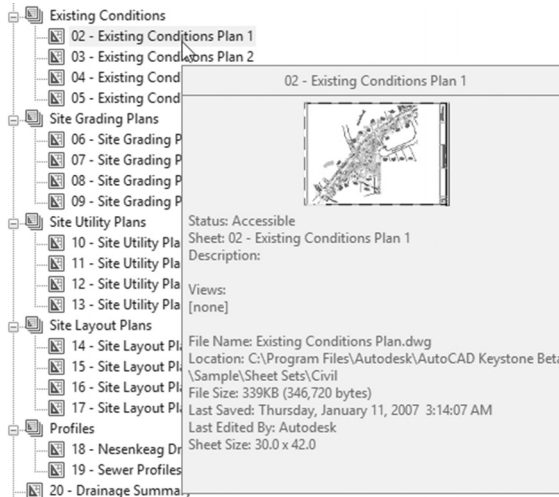 Existing Conditions
02 - Existing Conditions Plan 1
03 - Existing Conditions Plan 2
04 - Existing Cond
05 - Existing Cond
Site Grading Plans
06 - Site Grading P
07 - Site Grading P
08 - Site Grading P
09 - Site Grading P
Site Utility Plans
10 - Site Utility Pla
11 - Site Utility Pla
12 - Site Utility Pla
13 - Site Utility Pla
Site Layout Plans
14 - Site Layout Pl
15 - Site Layout Pl
16 - Site Layout Pl
17 - Site Layout Pl
Profiles
18 - Nesenkeag Dr
19 - Sewer Profiles
20 - Drainage Summar
02 - Existing Conditions Plan 1
Status: Accessible
Sheet: 02 - Existing Conditions Plan 1
Description:
Views:
[none]
File Name: Existing Conditions Plan.dwg
Location: C:\Program Files\Autodesk\AutoCAD Keystone Beta
\Sample\Sheet Sets\Civil
File Size: 339KB (346,720 bytes)
Last Saved: Thursday, January 11, 2007 3:14:07 AM
Last Edited By: Autodesk
Sheet Size: 30.0 x 42.0